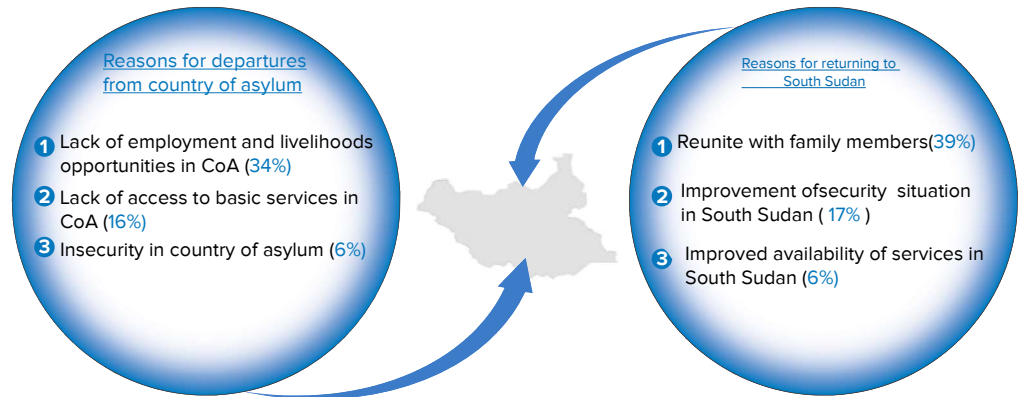 Reasons for departures
from country of asylum
1 Lack of employment and livelihoods
opportunities in CoA (34%)
2 Lack of access to basic services in
CoA (16%)
3 Insecurity in country of asylum (6%)
Reasons for returning to
South Sudan
1 Reunite with family members(39%)
2 Improvement ofsecurity situation
in South Sudan ( 17% )
3 Improved availability of services in
South Sudan (6%)